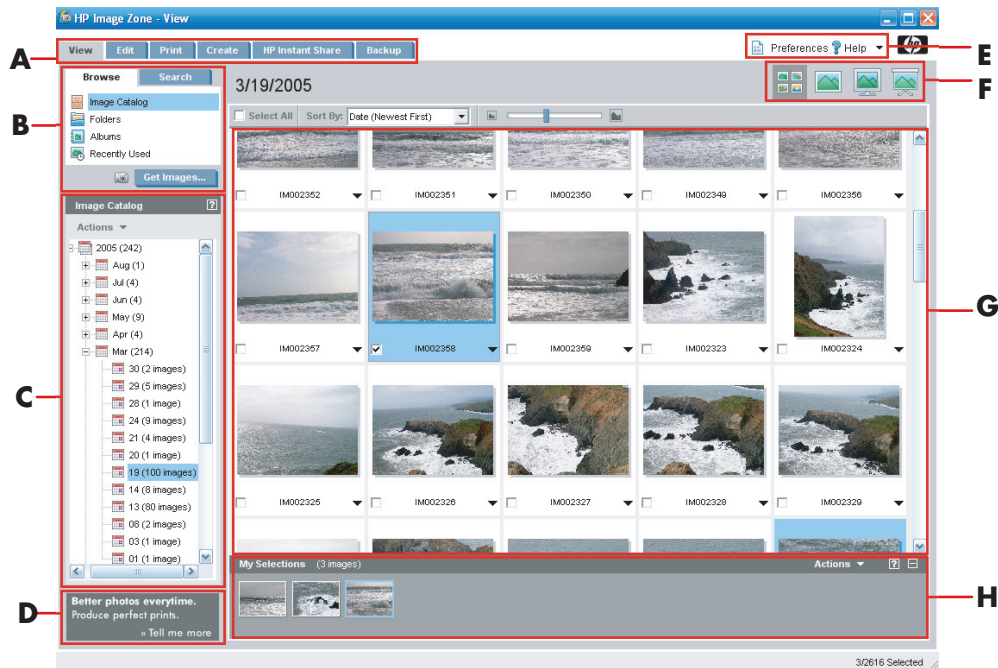 HP Image Zone - View
A
View Edit Print Create HP Instant Share Backup
Preferences ? Help
hp
E
Browse Search
B
Image Catalog
Folders
Albums
Recently Used
Get Images...
3/19/2005
F
Select All Sort By: Date (Newest First)
Image Catalog ?
Actions
C
2005 (242)
Aug (1)
Jul (4)
Jun (4)
May (9)
Apr (4)
Mar (214)
30 (2 images)
29 (5 images)
28 (1 image)
24 (9 images)
21 (4 images)
20 (1 image)
19 (100 images)
14 (8 images)
13 (80 images)
08 (2 images)
03 (1 image)
01 (1 image)
IM002352 IM002351 IM002350 IM002349 IM002356
G
IM002357 IM002358 IM002359 IM002323 IM002324
IM002325 IM002326 IM002327 IM002328 IM002329
My Selections (3 images) Actions ?
H
D
Better photos everytime.
Produce perfect prints.
» Tell me more
3/2616 Selected